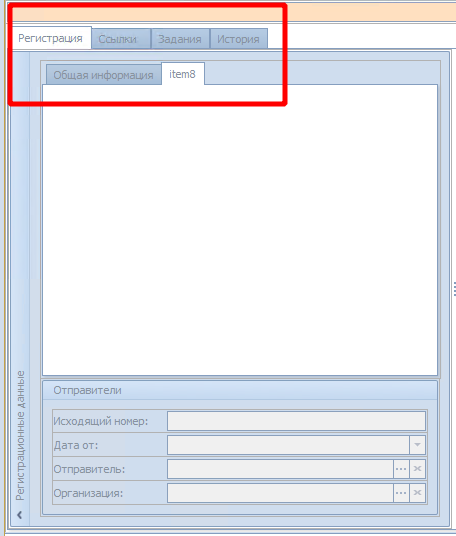 Регистрация Ссылки Задания История
Общая информация item8
Регистрационные данные
Отправители
Исходящий номер:
Дата от:
Отправитель:
Организация: